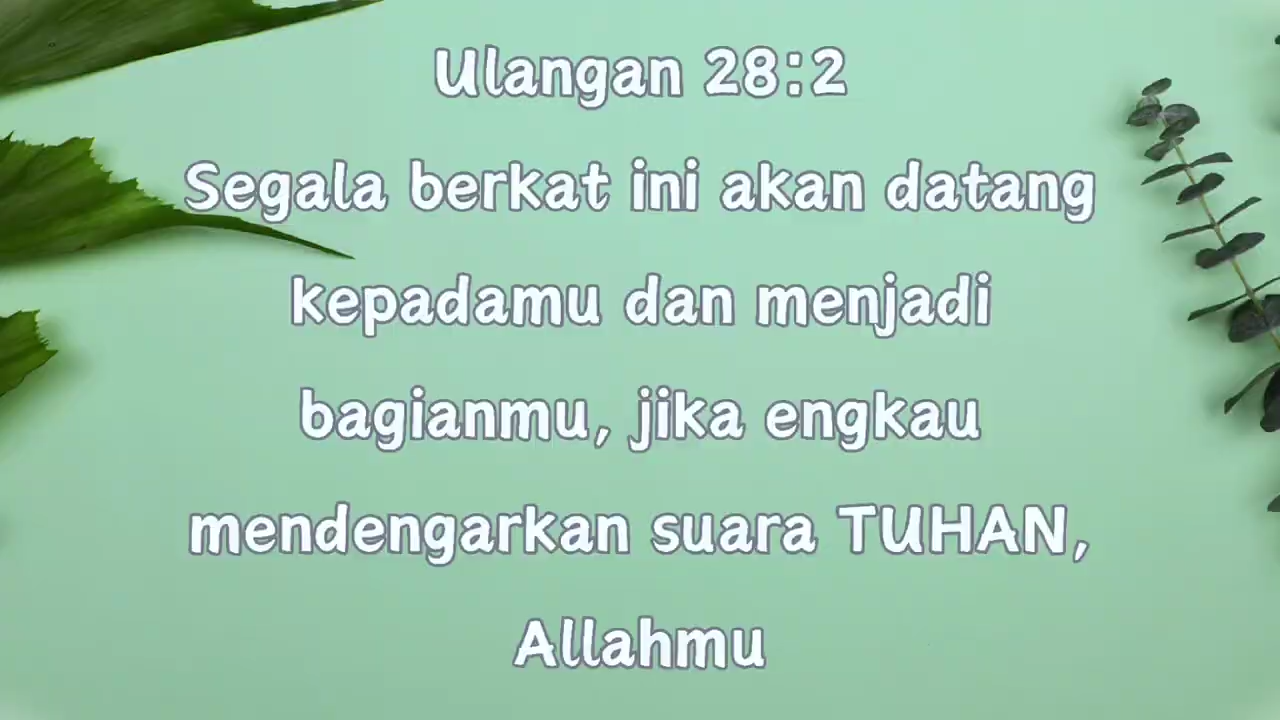 Ulangan 28:2
Segala berkat ini akan datang
kepadamu dan menjadi
bagianmu, jika engkau
mendengarkan suara TUHAN,
Allahmu